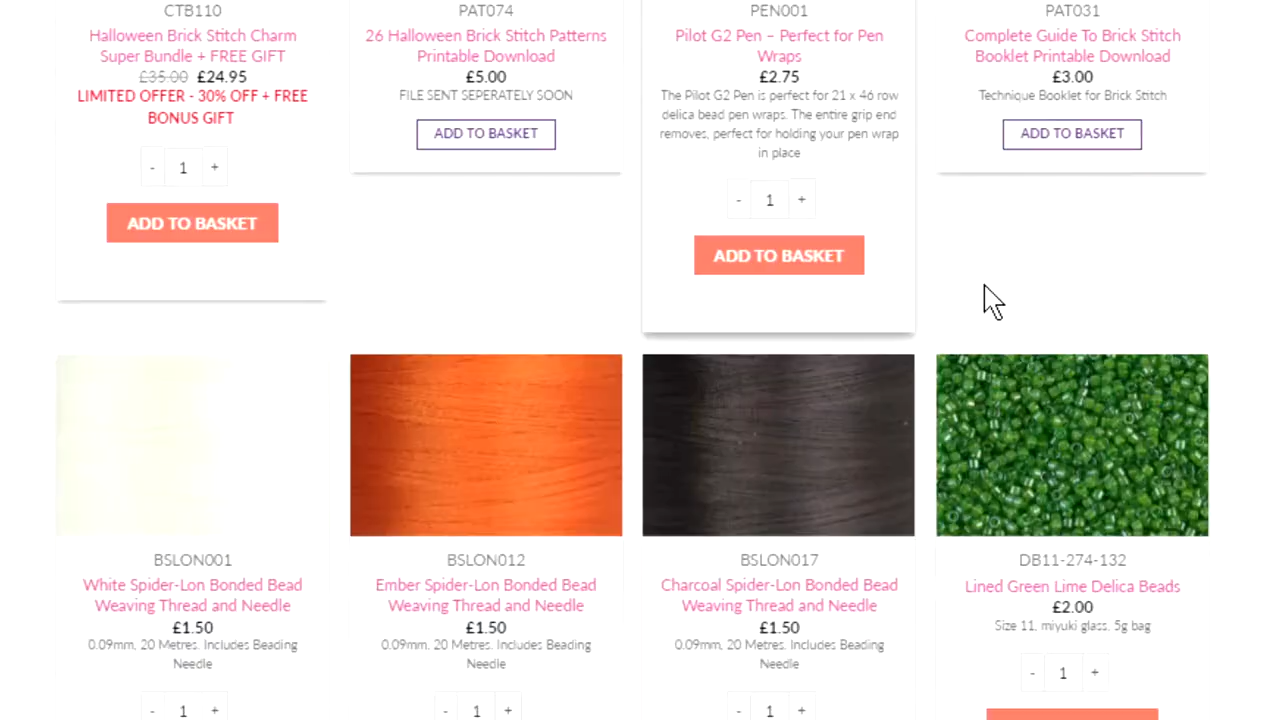 CTB110
Halloween Brick Stitch Charm
Super Bundle + FREE GIFT
£35.00 £24.95
LIMITED OFFER - 30% OFF + FREE
BONUS GIFT
- 1 +
ADD TO BASKET
PAT074
26 Halloween Brick Stitch Patterns
Printable Download
£5.00
FILE SENT SEPERATELY SOON
ADD TO BASKET
PEN001
Pilot G2 Pen – Perfect for Pen
Wraps
£2.75
The Pilot G2 Pen is perfect for 21 x 46 row
delica bead pen wraps. The entire grip end
removes, perfect for holding your pen wrap
in place
- 1 +
ADD TO BASKET
PAT031
Complete Guide To Brick Stitch
Booklet Printable Download
£3.00
Technique Booklet for Brick Stitch
ADD TO BASKET
BSLON001
White Spider-Lon Bonded Bead
Weaving Thread and Needle
£1.50
0.09mm, 20 Metres. Includes Beading
Needle
- 1 +
BSLON012
Ember Spider-Lon Bonded Bead
Weaving Thread and Needle
£1.50
0.09mm, 20 Metres. Includes Beading
Needle
- 1 +
BSLON017
Charcoal Spider-Lon Bonded Bead
Weaving Thread and Needle
£1.50
0.09mm, 20 Metres. Includes Beading
Needle
- 1 +
DB11-274-132
Lined Green Lime Delica Beads
£2.00
Size 11, miyuki glass, 5g bag
- 1 +